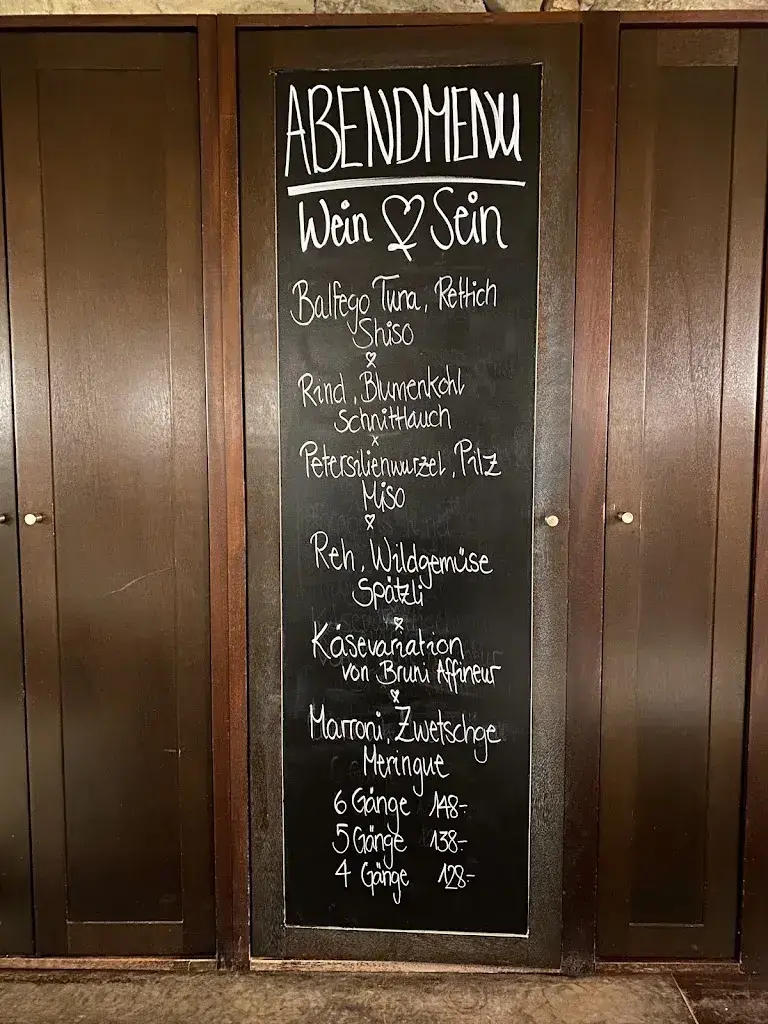 ABENDMENU
Wein & Sein
Balfego Tuna, Rettich
Shiso
Rind, Blumenkohl
Schnittlauch
Petersilienwurzel, Pilz
Miso
Reh, Wildgemüse
Spätzli
Käsevariation
von Bruni Affineur
Marroni, Zwetschge
Meringue
6 Gänge 148.-
5 Gänge 138.-
4 Gänge 128.-